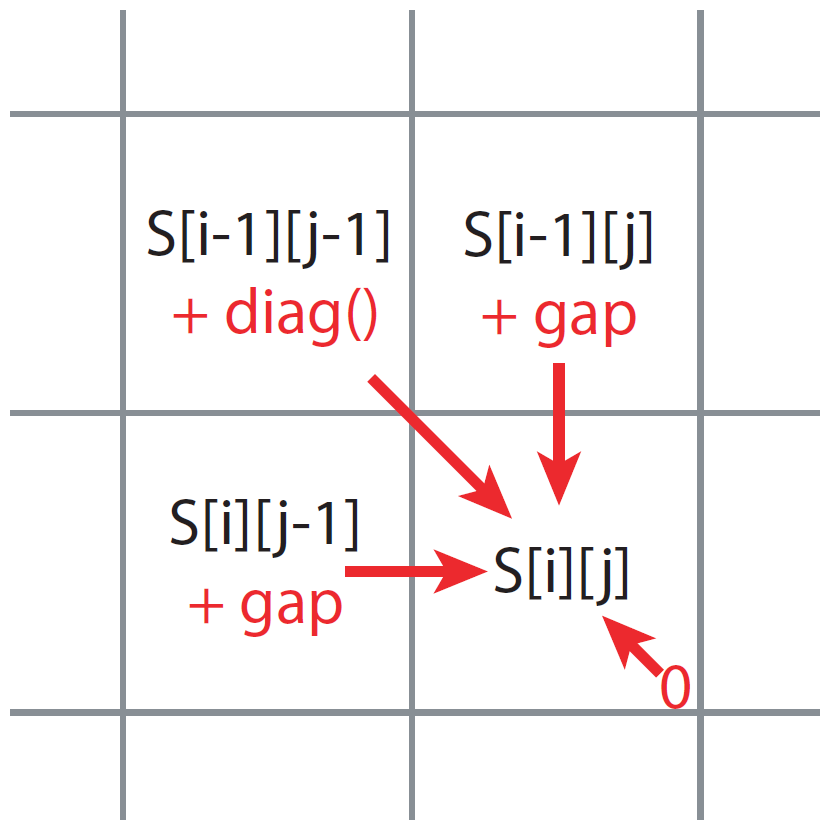 S[i-1][j-1]
+ diag()
S[i-1][j]
+ gap
S[i][j-1]
+ gap
S[i][j]
0